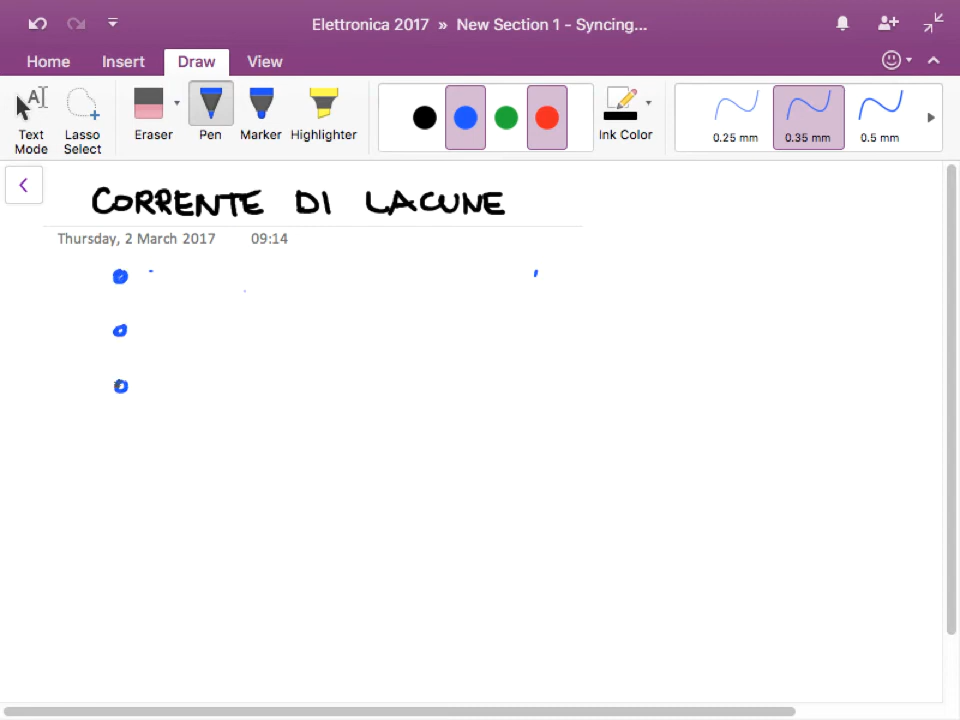 Elettronica 2017 » New Section 1 - Syncing...
Home Insert Draw View
Text Mode
Lasso Select
Eraser
Pen
Marker
Highlighter
Ink Color
0.25 mm
0.35 mm
0.5 mm
CORRENTE DI LACUNE
Thursday, 2 March 2017 09:14